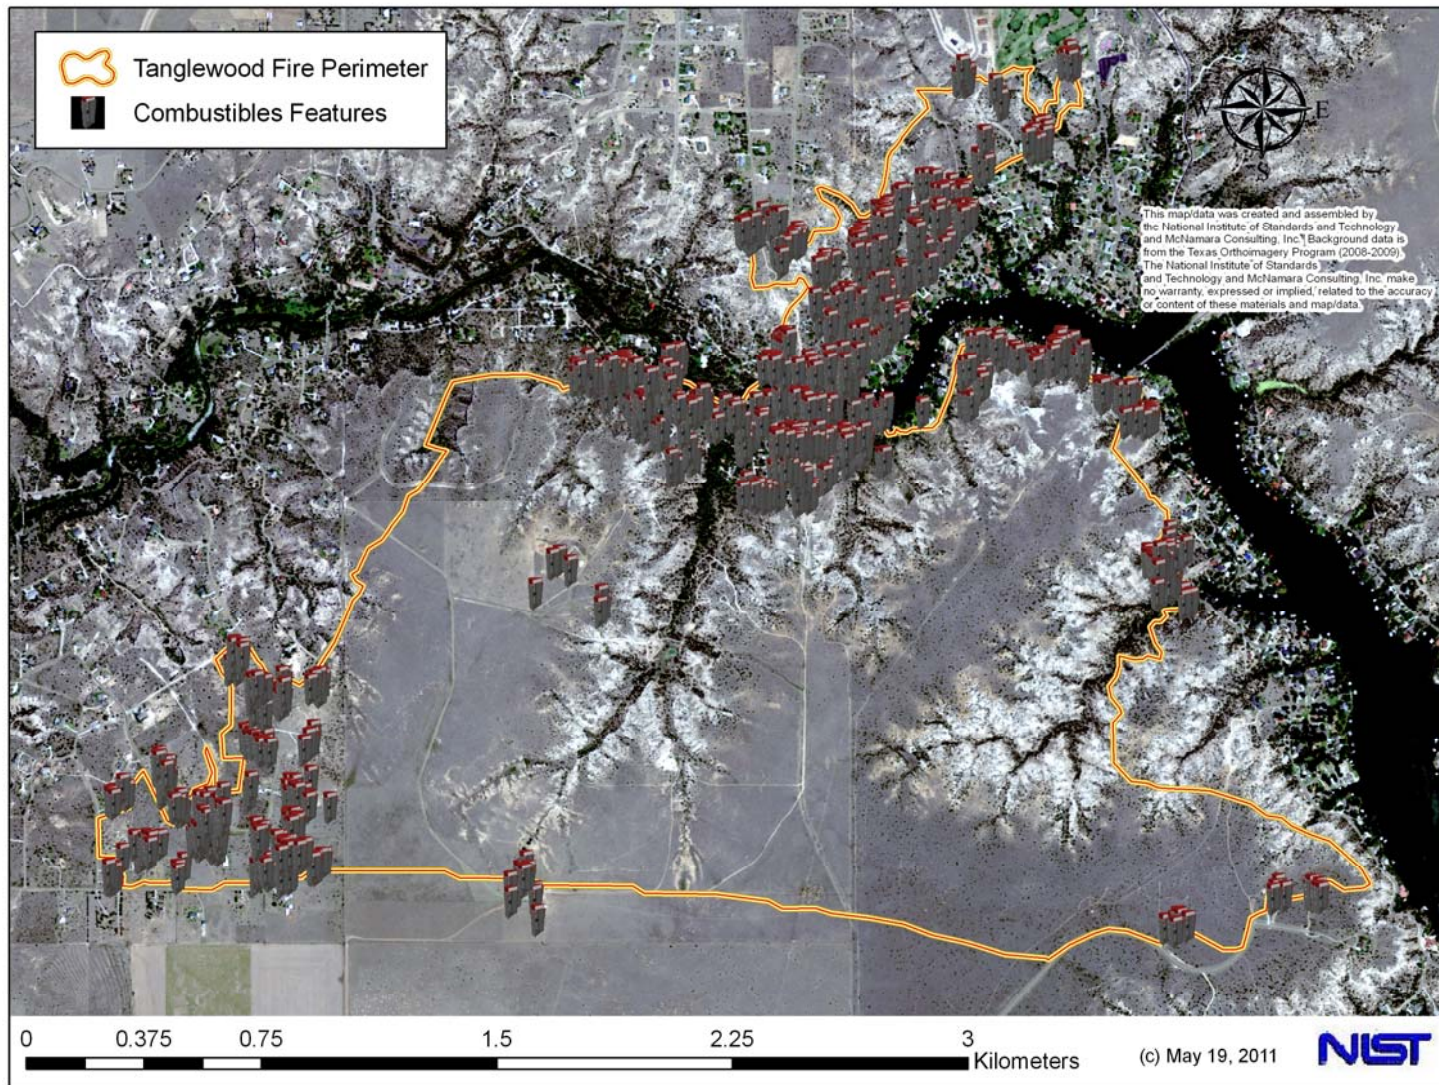 Tanglewood Fire Perimeter
Combustibles Features
E
S
This map/data was created and assembled by
the National Institute of Standards and Technology
and McNamara Consulting, Inc. Background data is
from the Texas Orthoimagery Program (2008-2009).
The National Institute of Standards
and Technology and McNamara Consulting, Inc. make
no warranty, expressed or implied, related to the accuracy
or content of these materials and map/data.
0 0.375 0.75 1.5 2.25 3
Kilometers
(c) May 19, 2011
NIST